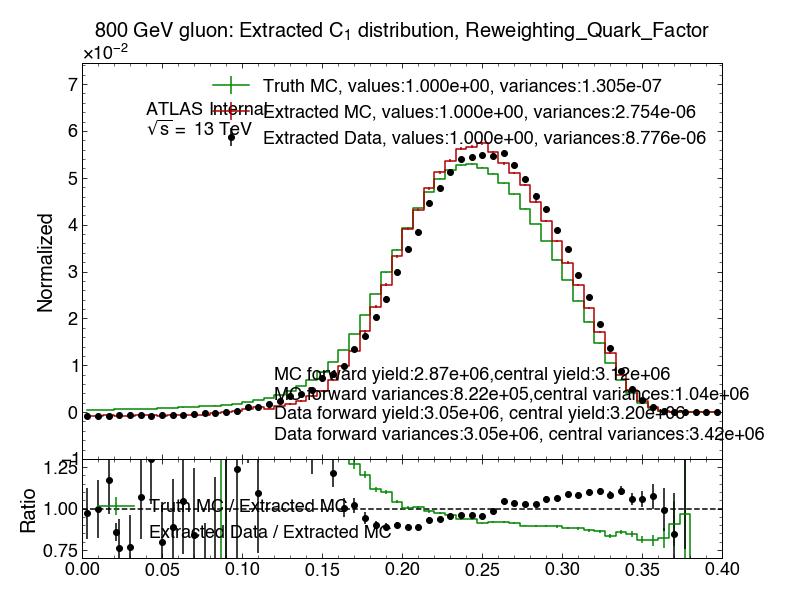 800 GeV gluon: Extracted C₁ distribution, Reweighting_Quark_Factor
×10⁻²
Truth MC, values:1.000e+00, variances:1.305e-07
ATLAS Internal
Extracted MC, values:1.000e+00, variances:2.754e-06
√s = 13 TeV
Extracted Data, values:1.000e+00, variances:8.776e-06
7
6
5
4
3
2
1
0
Normalized
MC forward yield:2.87e+06,central yield:3.12e+06
MC forward variances:8.22e+05,central variances:1.04e+06
Data forward yield:3.05e+06, central yield:3.20e+06
Data forward variances:3.05e+06, central variances:3.42e+06
1.25
1.00
0.75
Ratio
Truth MC / Extracted MC
Extracted Data / Extracted MC
0.00 0.05 0.10 0.15 0.20 0.25 0.30 0.35 0.40